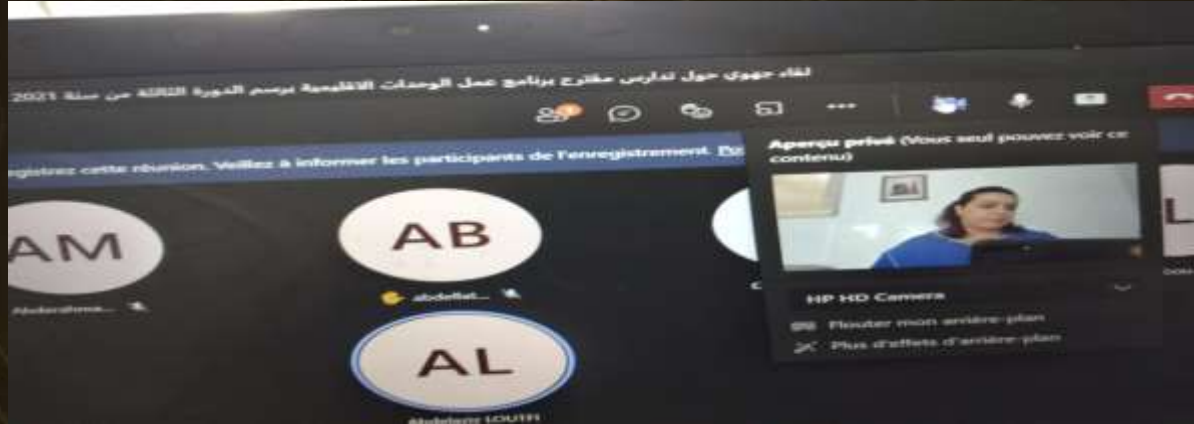 لقاء جهوي حول تدارس مقترح برنامج عمل الوحدات الاقليمية برسم الدورة الثالثة من سنة 2021
cette réunion. Veillez à informer les participants de l'enregistrement.
Aperçu privé (Vous seul pouvez voir ce
contenu)
AM
AB
L
abdellat...
HP HD Camera
Flouter mon arrière-plan
Plus d'effets d'arrière-plan
AL
Abdelaziz LOUTFI